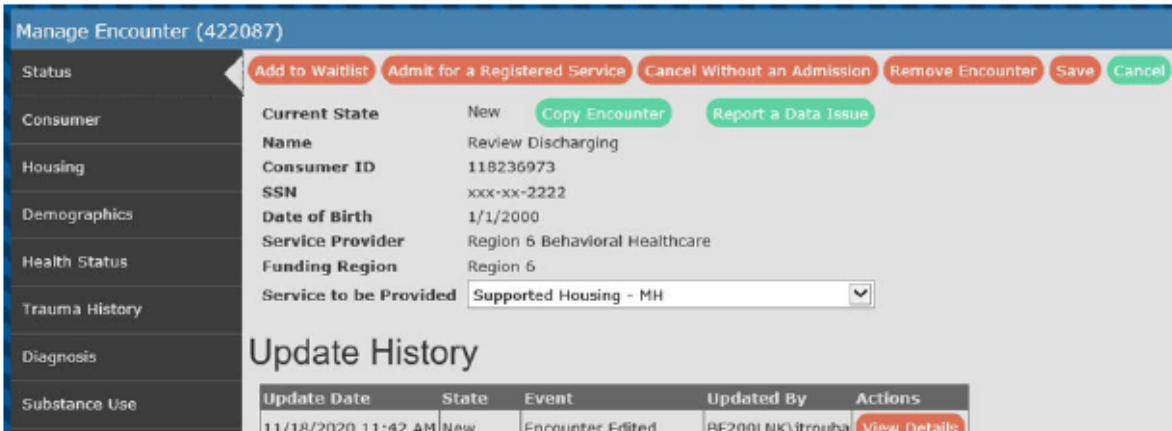 Manage Encounter (422087)
Status
Add to Waitlist Admit for a Registered Service Cancel Without an Admission Remove Encounter Save Cancel
Consumer
Housing
Demographics
Health Status
Trauma History
Diagnosis
Substance Use
Current State New Copy Encounter Report a Data Issue
Name Review Discharging
Consumer ID 118236973
SSN xxx-xx-2222
Date of Birth 1/1/2000
Service Provider Region 6 Behavioral Healthcare
Funding Region Region 6
Service to be Provided Supported Housing - MH
Update History
Update Date State Event Updated By Actions
11/18/2020 11:42 AM New Encounter Edited View Details